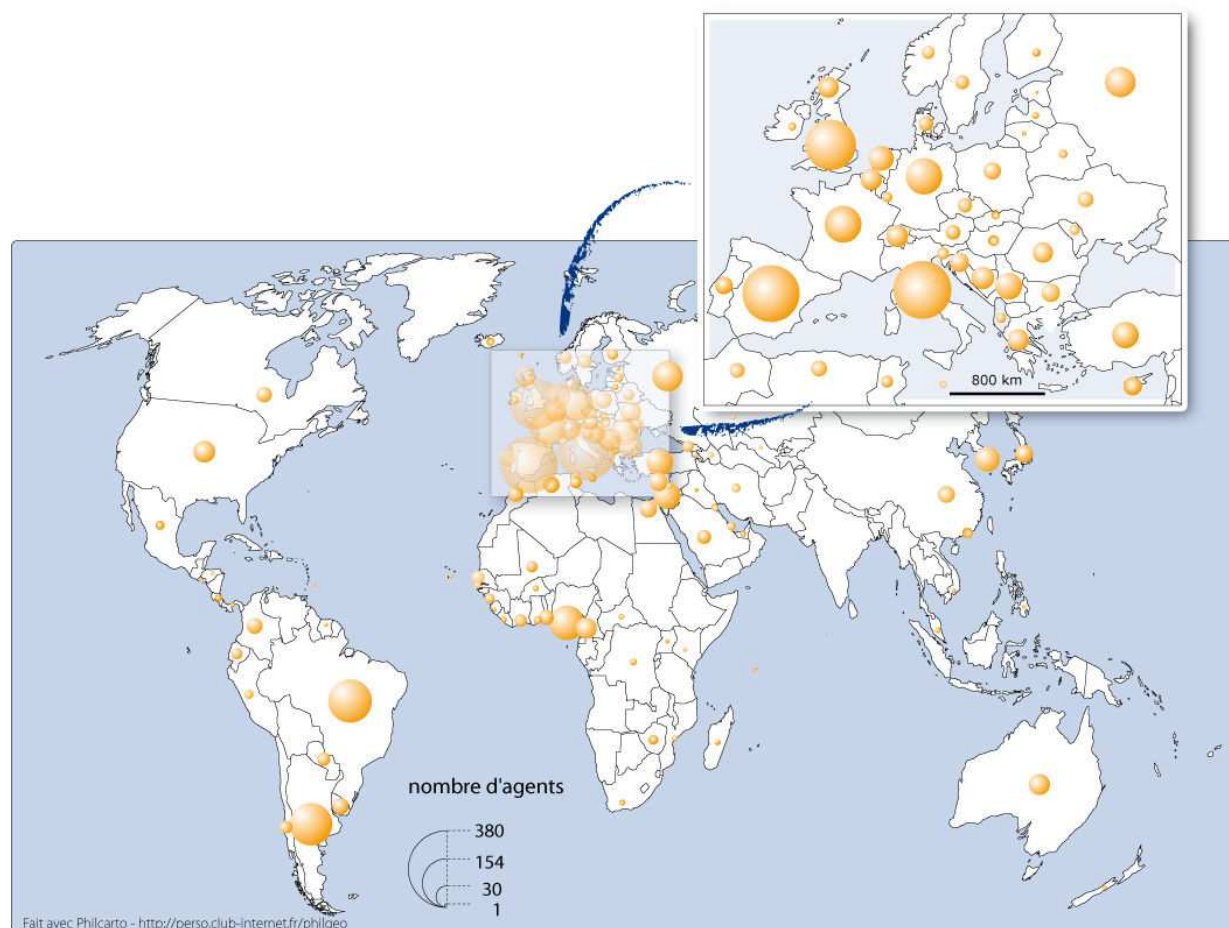 800 km
nombre d'agents
380
154
30
1
Fait avec Philcarto - http://perso.club-internet.fr/philgeo